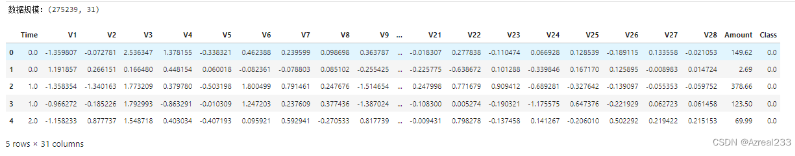 数据规模: (275239, 31)
Time V1 V2 V3 V4 V5 V6 V7 V8 V9 ... V21 V22 V23 V24 V25 V26 V27 V28 Amount Class
0 0.0 -1.359807 -0.072781 2.536347 1.378155 -0.338321 0.462388 0.239599 0.098698 0.363787 ... -0.018307 0.277838 -0.110474 0.066928 0.128539 -0.189115 0.133558 -0.021053 149.62 0.0
1 0.0 1.191857 0.266151 0.166480 0.448154 0.060018 -0.082361 -0.078803 0.085102 -0.255425 ... -0.225775 -0.638672 0.101288 -0.339846 0.167170 0.125895 -0.008983 0.014724 2.69 0.0
2 1.0 -1.358354 -1.340163 1.773209 0.379780 -0.503198 1.800499 0.791461 0.247676 -1.514654 ... 0.247998 0.771679 0.909412 -0.689281 -0.327642 -0.139097 -0.055353 -0.059752 378.66 0.0
3 1.0 -0.966272 -0.185226 1.792993 -0.863291 -0.010309 1.247203 0.237609 0.377436 -1.387024 ... -0.108300 0.005274 -0.190321 -1.175575 0.647376 -0.221929 0.062723 0.061458 123.50 0.0
4 2.0 -1.158233 0.877737 1.548718 0.403034 -0.407193 0.095921 0.592941 -0.270533 0.817739 ... -0.009431 0.798278 -0.137458 0.141267 -0.206010 0.502292 0.219422 0.215153 69.99 0.0
5 rows × 31 columns
CSDN @Azreal233